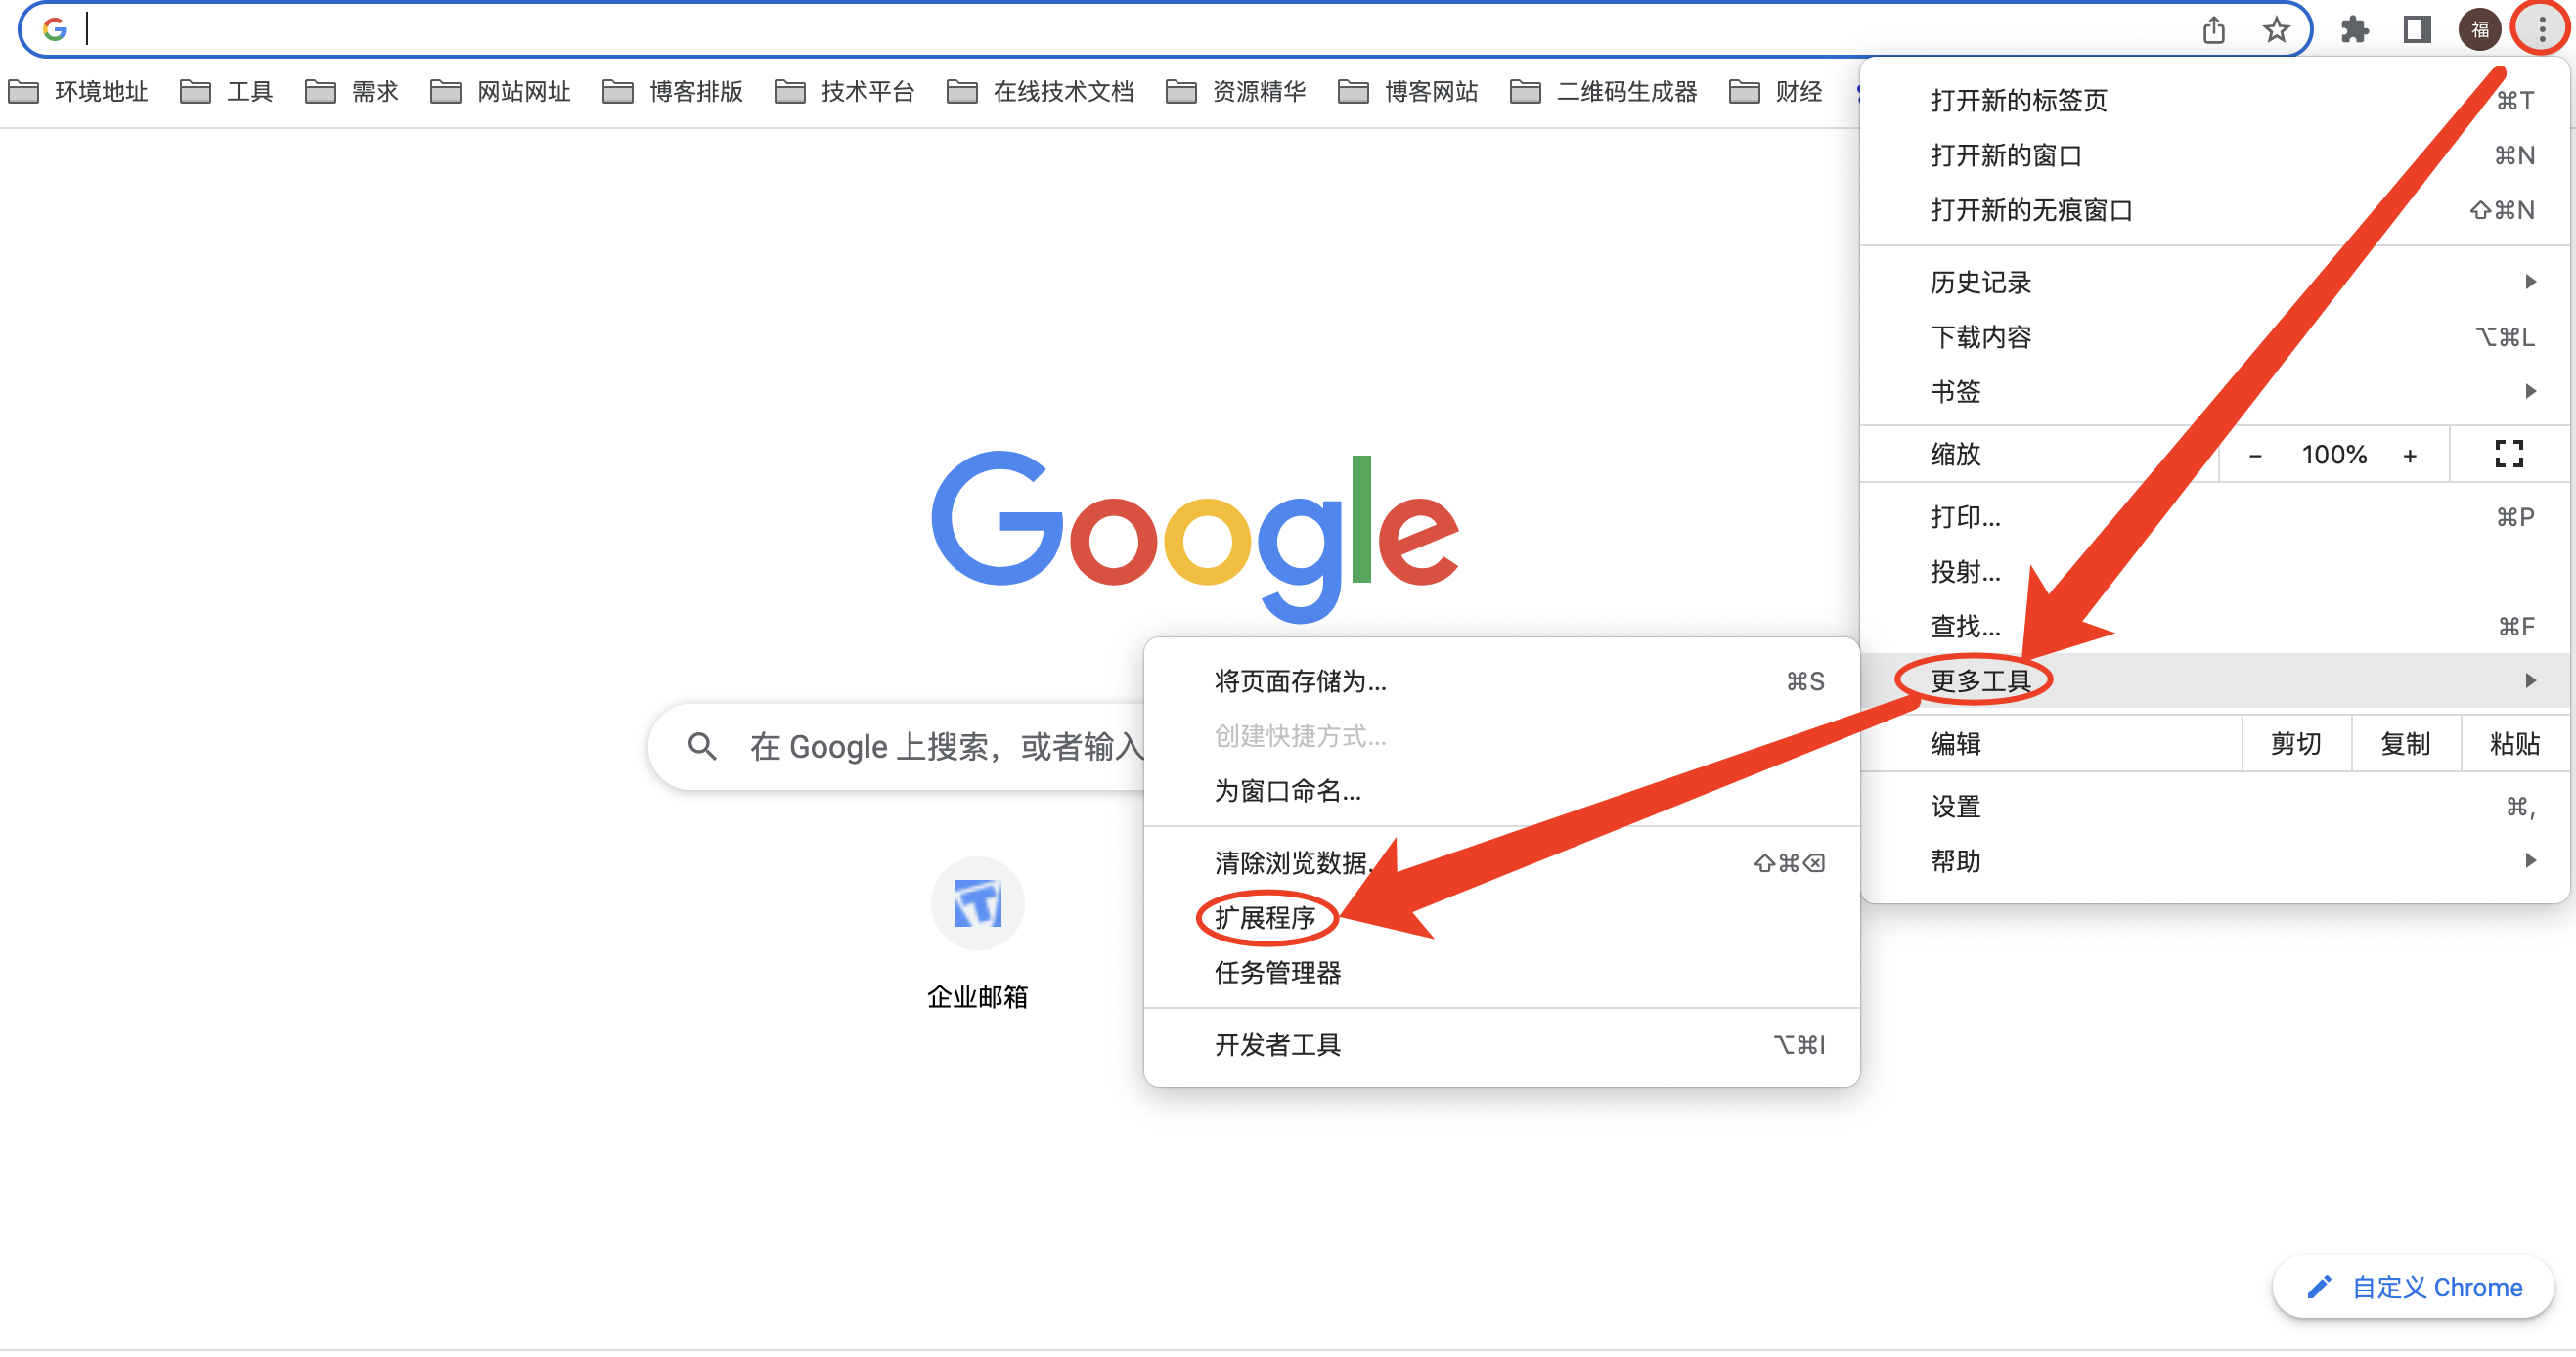 福
环境地址 工具 需求 网站网址 博客排版 技术平台 在线技术文档 资源精华 博客网站 二维码生成器 财经
打开新的标签页 ⌘T
打开新的窗口 ⌘N
打开新的无痕窗口 ⇧⌘N
历史记录
下载内容 ⌥⌘L
书签
缩放 − 100% +
打印... ⌘P
投射...
查找... ⌘F
更多工具
编辑 剪切 复制 粘贴
设置 ⌘,
帮助
Google
在 Google 上搜索，或者输入
将页面存储为... ⌘S
创建快捷方式...
为窗口命名...
清除浏览数据. ⇧⌘⌫
扩展程序
任务管理器
开发者工具 ⌥⌘I
企业邮箱
自定义 Chrome